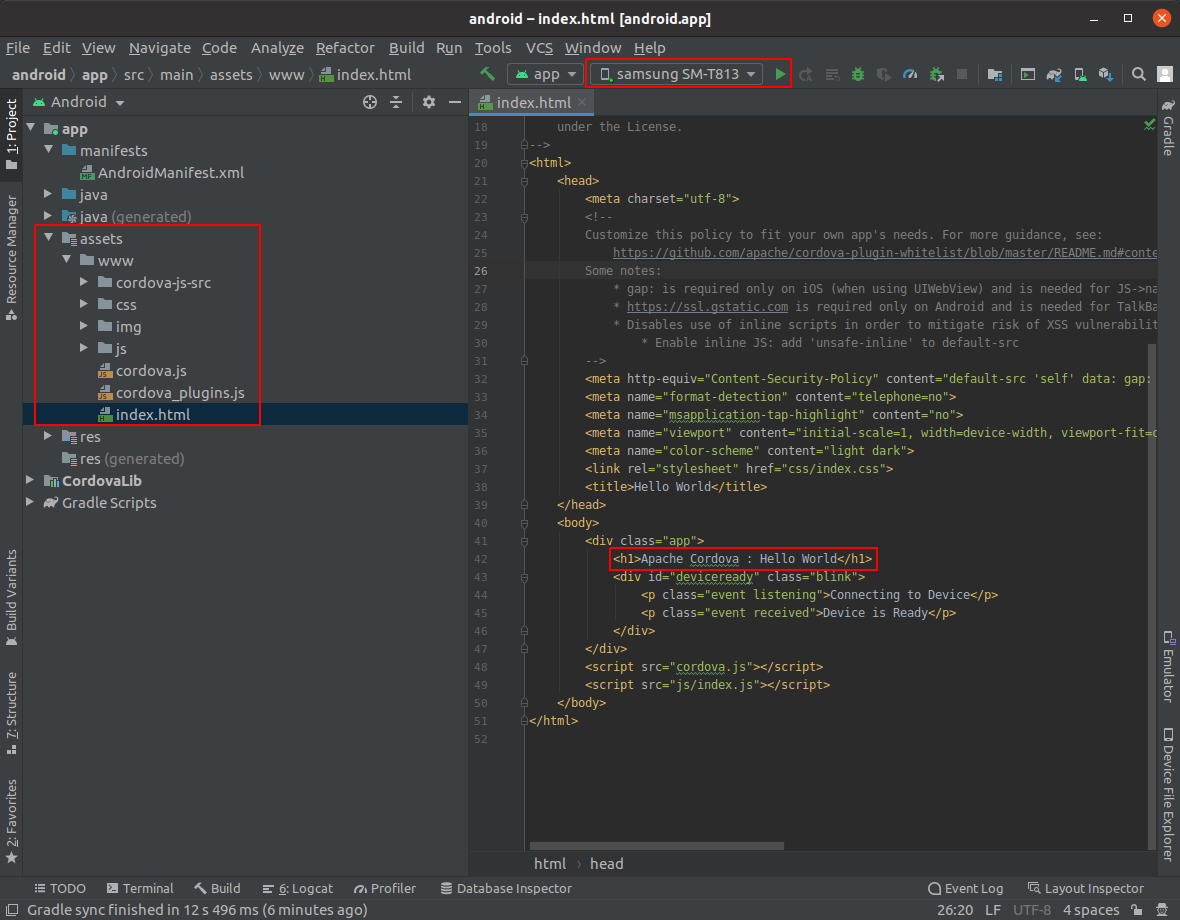 android – index.html [android.app]
File Edit View Navigate Code Analyze Refactor Build Run Tools VCS Window Help
android app src main assets www index.html app samsung SM-T813
Android
index.html
1: Project
Resource Manager
Build Variants
7: Structure
2: Favorites
app
manifests
AndroidManifest.xml
java
java (generated)
assets
www
cordova-js-src
css
img
js
cordova.js
cordova_plugins.js
index.html
res
res (generated)
CordovaLib
Gradle Scripts
18 under the License.
19 -->
20 <html>
21 <head>
22 <meta charset="utf-8">
23 <!--
24 Customize this policy to fit your own app's needs. For more guidance, see:
25 https://github.com/apache/cordova-plugin-whitelist/blob/master/README.md#conte
26 Some notes:
27 * gap: is required only on iOS (when using UIWebView) and is needed for JS->na
28 * https://ssl.gstatic.com is required only on Android and is needed for TalkBa
29 * Disables use of inline scripts in order to mitigate risk of XSS vulnerabilit
30 * Enable inline JS: add 'unsafe-inline' to default-src
31 -->
32 <meta http-equiv="Content-Security-Policy" content="default-src 'self' data: gap:
33 <meta name="format-detection" content="telephone=no">
34 <meta name="msapplication-tap-highlight" content="no">
35 <meta name="viewport" content="initial-scale=1, width=device-width, viewport-fit=c
36 <meta name="color-scheme" content="light dark">
37 <link rel="stylesheet" href="css/index.css">
38 <title>Hello World</title>
39 </head>
40 <body>
41 <div class="app">
42 <h1>Apache Cordova : Hello World</h1>
43 <div id="deviceready" class="blink">
44 <p class="event listening">Connecting to Device</p>
45 <p class="event received">Device is Ready</p>
46 </div>
47 </div>
48 <script src="cordova.js"></script>
49 <script src="js/index.js"></script>
50 </body>
51 </html>
52
html head
Gradle
Emulator
Device File Explorer
TODO Terminal Build 6: Logcat Profiler Database Inspector Event Log Layout Inspector
Gradle sync finished in 12 s 496 ms (6 minutes ago) 26:20 LF UTF-8 4 spaces